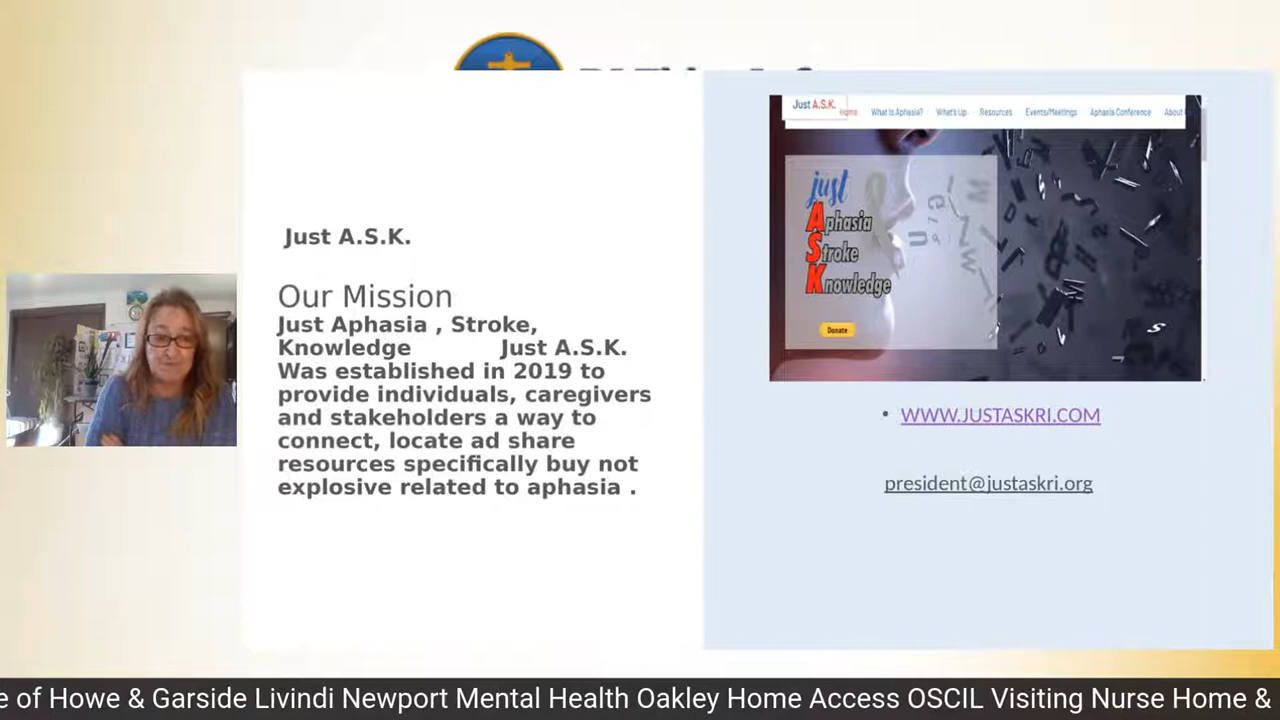 Just A.S.K.
Our Mission
Just Aphasia , Stroke,
Knowledge Just A.S.K.
Was established in 2019 to
provide individuals, caregivers
and stakeholders a way to
connect, locate ad share
resources specifically buy not
explosive related to aphasia .
Just A.S.K.
Home What is Aphasia? What's Up Resources Events/Meetings Aphasia Conference About
just
Aphasia
Stroke
Knowledge
Donate
• WWW.JUSTASKRI.COM
president@justaskri.org
e of Howe & Garside Livindi Newport Mental Health Oakley Home Access OSCIL Visiting Nurse Home &